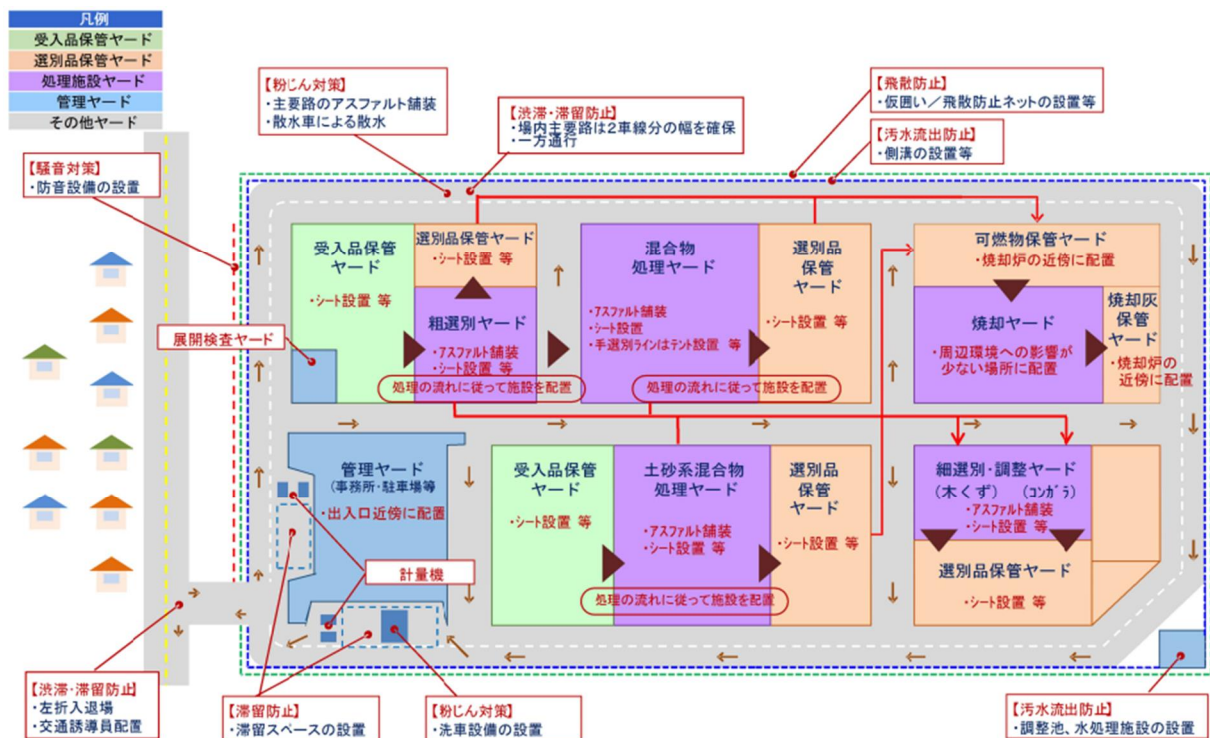 凡例
受入品保管ヤード
選別品保管ヤード
処理施設ヤード
管理ヤード
その他ヤード
【粉じん対策】
・主要路のアスファルト舗装
・散水車による散水
【渋滞・滞留防止】
・場内主要路は2車線分の幅を確保
・一方通行
【飛散防止】
・仮囲い／飛散防止ネットの設置等
【汚水流出防止】
・側溝の設置等
【騒音対策】
・防音設備の設置
受入品保管
ヤード
・シート設置 等
選別品保管ヤード
・シート設置 等
粗選別ヤード
・アスファルト舗装
・シート設置 等
処理の流れに従って施設を配置
混合物
処理ヤード
・アスファルト舗装
・シート設置
・手選別ラインはテント設置 等
選別品
保管
ヤード
・シート設置 等
処理の流れに従って施設を配置
可燃物保管ヤード
・焼却炉の近傍に配置
焼却ヤード
・周辺環境への影響が
少ない場所に配置
焼却灰
保管
ヤード
・焼却炉の
近傍に配置
展開検査ヤード
管理ヤード
(事務所・駐車場等)
・出入口近傍に配置
計量機
受入品保管
ヤード
・シート設置 等
土砂系混合物
処理ヤード
・アスファルト舗装
・シート設置 等
選別品
保管
ヤード
・シート設置 等
処理の流れに従って施設を配置
細選別・調整ヤード
(木くず) (コンガラ)
・アスファルト舗装
・シート設置 等
選別品保管ヤード
・シート設置 等
【渋滞・滞留防止】
・左折入退場
・交通誘導員配置
【滞留防止】
・滞留スペースの設置
【粉じん対策】
・洗車設備の設置
【汚水流出防止】
・調整池、水処理施設の設置